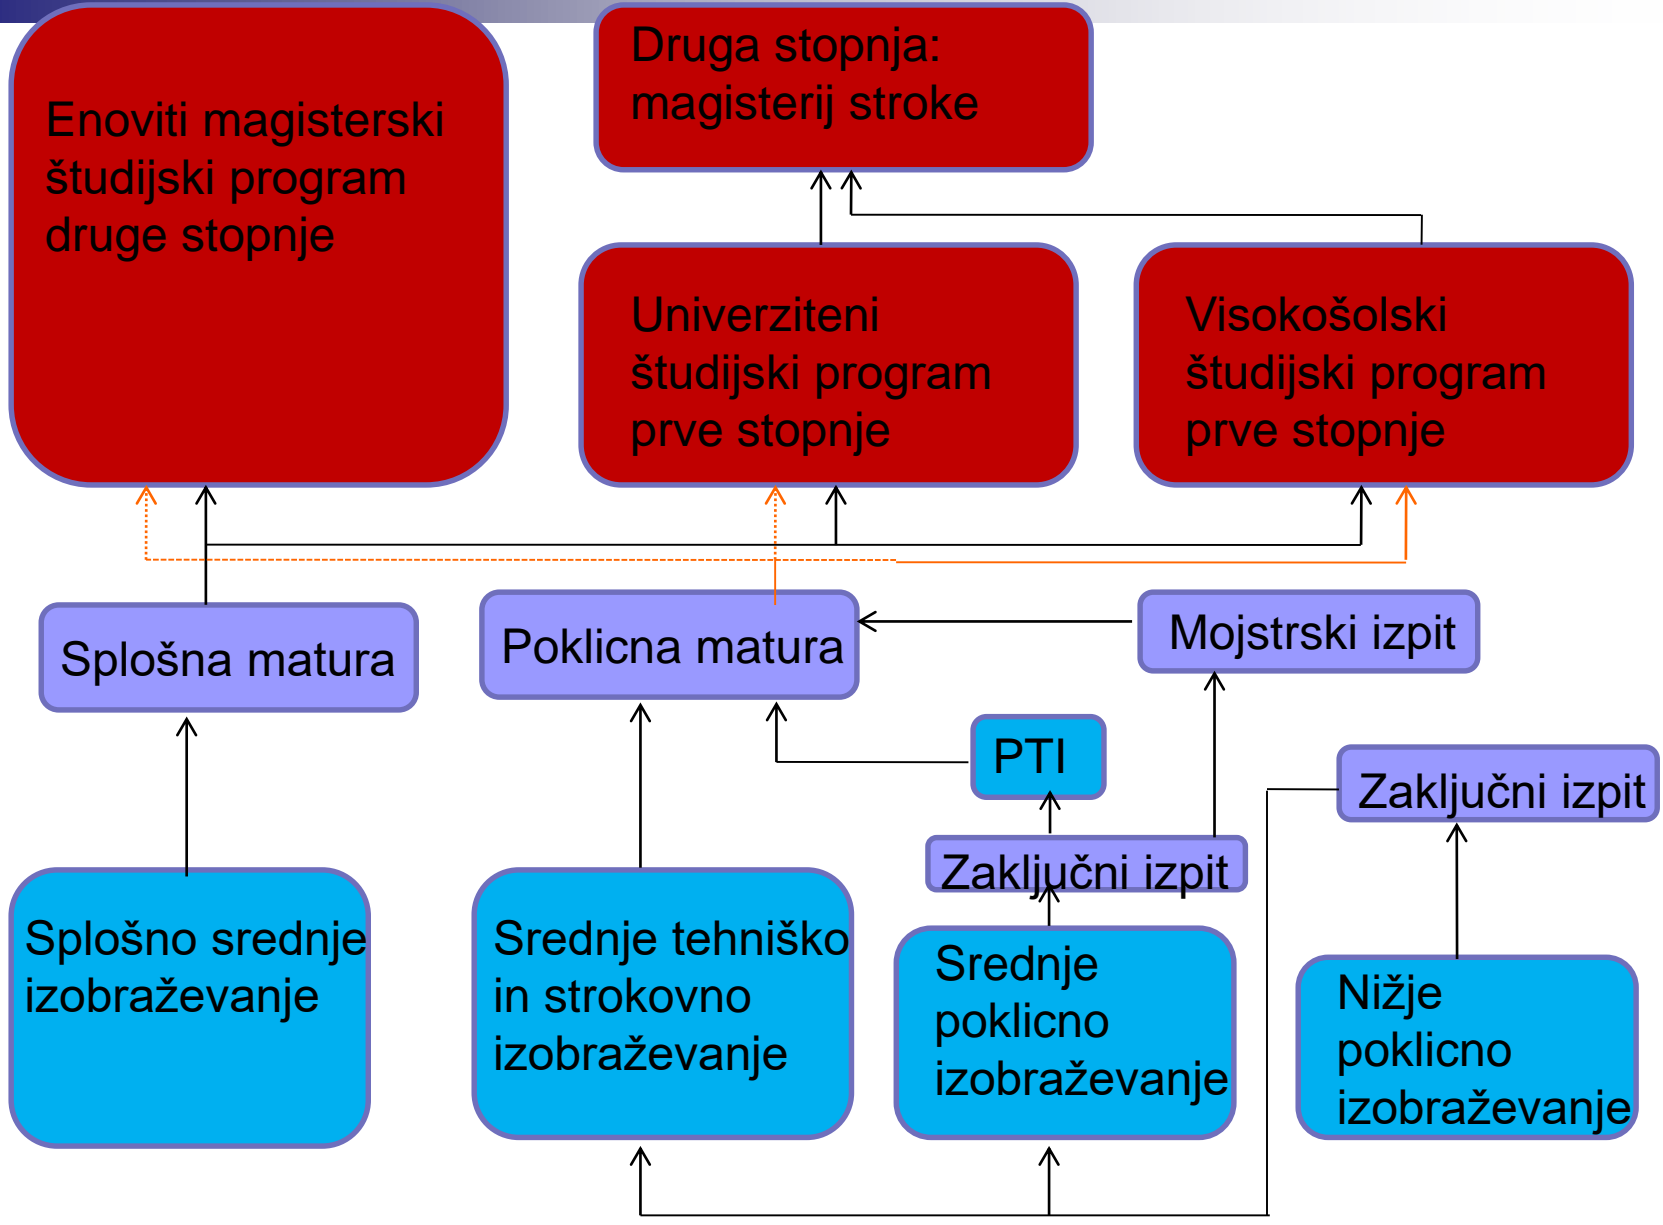 Enoviti magisterski
študijski program
druge stopnje
Druga stopnja:
magisterij stroke
Univerziteni
študijski program
prve stopnje
Visokošolski
študijski program
prve stopnje
Splošna matura
Poklicna matura
Mojstrski izpit
PTI
Zaključni izpit
Zaključni izpit
Splošno srednje
izobraževanje
Srednje tehniško
in strokovno
izobraževanje
Srednje
poklicno
izobraževanje
Nižje
poklicno
izobraževanje